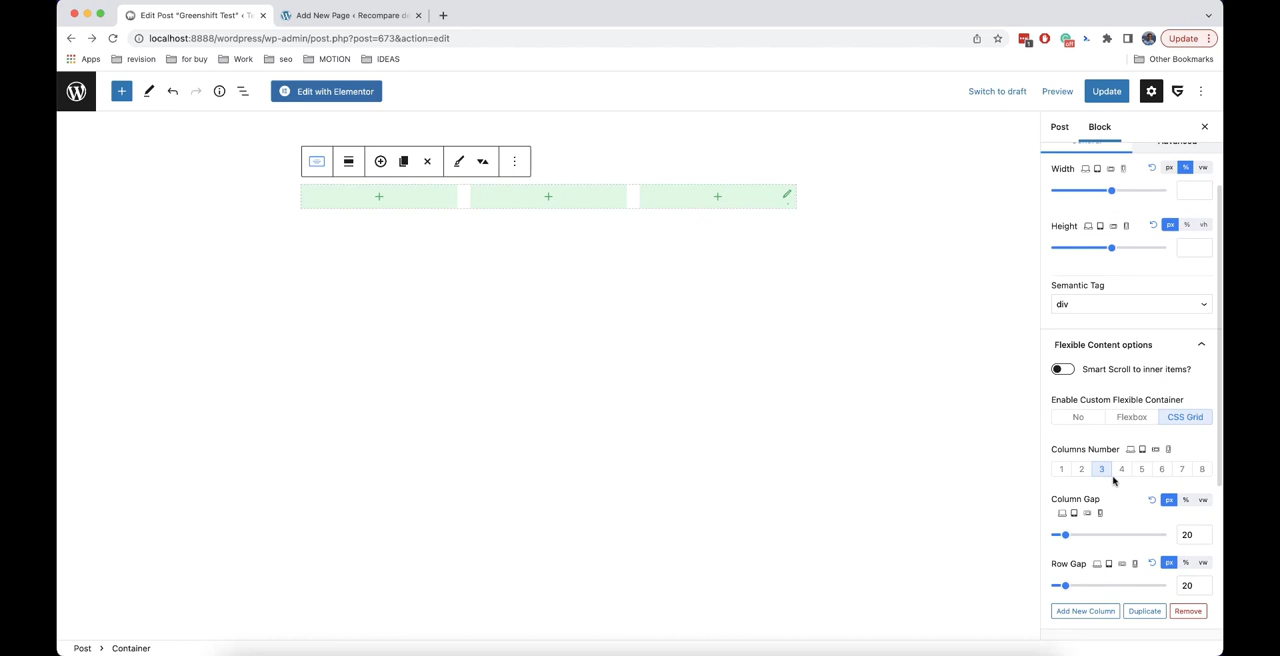 Edit Post "Greenshift Test" ‹ T
Add New Page ‹ Recompare de
localhost:8888/wordpress/wp-admin/post.php?post=673&action=edit
Update
Apps
revision
for buy
Work
seo
MOTION
IDEAS
Other Bookmarks
Edit with Elementor
Switch to draft
Preview
Update
Post
Block
Advanced
Width
px
%
vw
Height
px
%
vh
Semantic Tag
div
Flexible Content options
Smart Scroll to inner items?
Enable Custom Flexible Container
No
Flexbox
CSS Grid
Columns Number
1 2 3 4 5 6 7 8
Column Gap
px
%
vw
20
Row Gap
px
%
vw
20
Add New Column
Duplicate
Remove
Post > Container